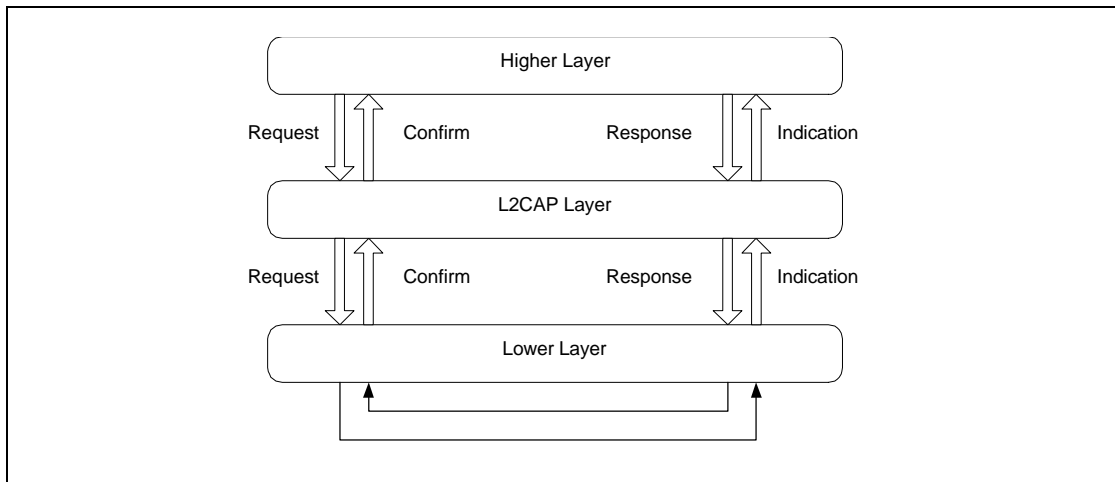 Higher Layer
Request Confirm Response Indication
L2CAP Layer
Request Confirm Response Indication
Lower Layer